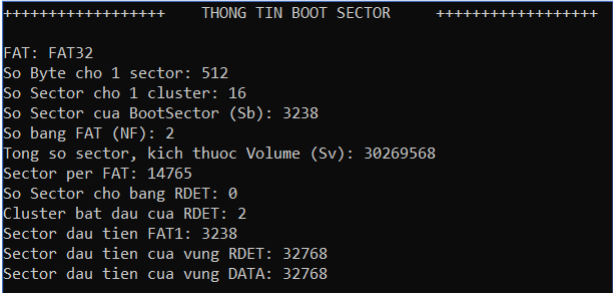 ++++++++++++++++++ THONG TIN BOOT SECTOR ++++++++++++++++++
FAT: FAT32
So Byte cho 1 sector: 512
So Sector cho 1 cluster: 16
So Sector cua BootSector (Sb): 3238
So bang FAT (NF): 2
Tong so sector, kich thuoc Volume (Sv): 30269568
Sector per FAT: 14765
So Sector cho bang RDET: 0
Cluster bat dau cua RDET: 2
Sector dau tien FAT1: 3238
Sector dau tien cua vung RDET: 32768
Sector dau tien cua vung DATA: 32768